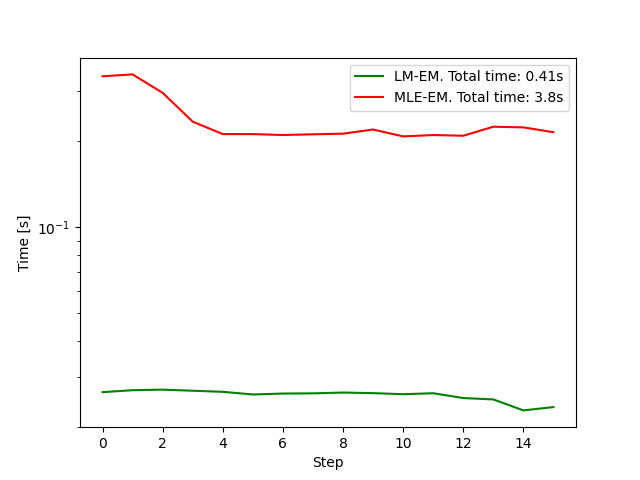 LM-EM. Total time: 0.41s
MLE-EM. Total time: 3.8s
Time [s]
10⁻¹
0 2 4 6 8 10 12 14
Step